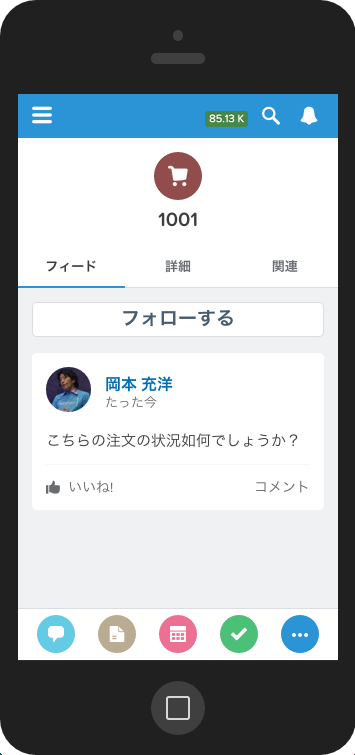 85.13 K
1001
フィード 詳細 関連
フォローする
岡本 充洋
たった今
こちらの注文の状況如何でしょうか？
いいね! コメント